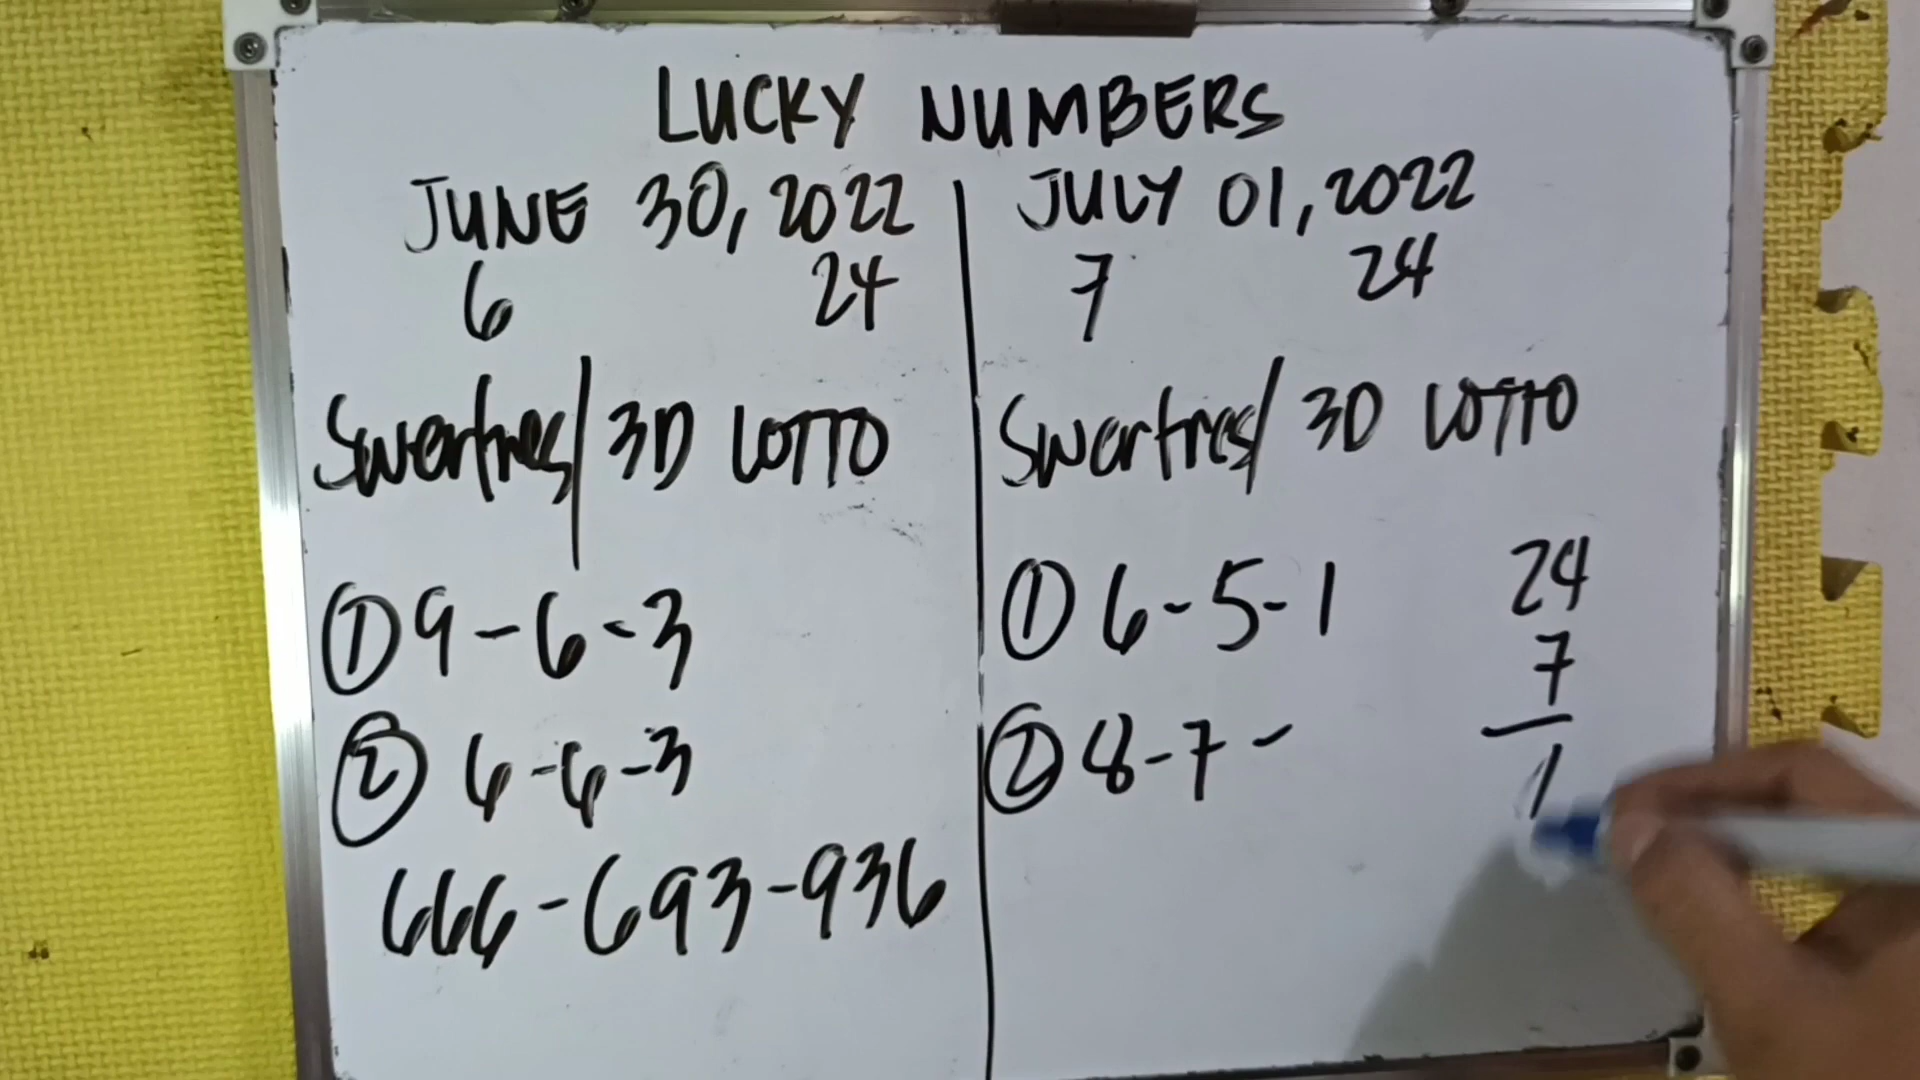 LUCKY NUMBERS
JUNE 30, 2022
6 24
Swertres/3D LOTTO
① 9-6-3
② 6-6-3
666-693-936
JULY 01, 2022
7 24
Swertres/3D LOTTO
① 6-5-1
② 8-7-
24
7
1